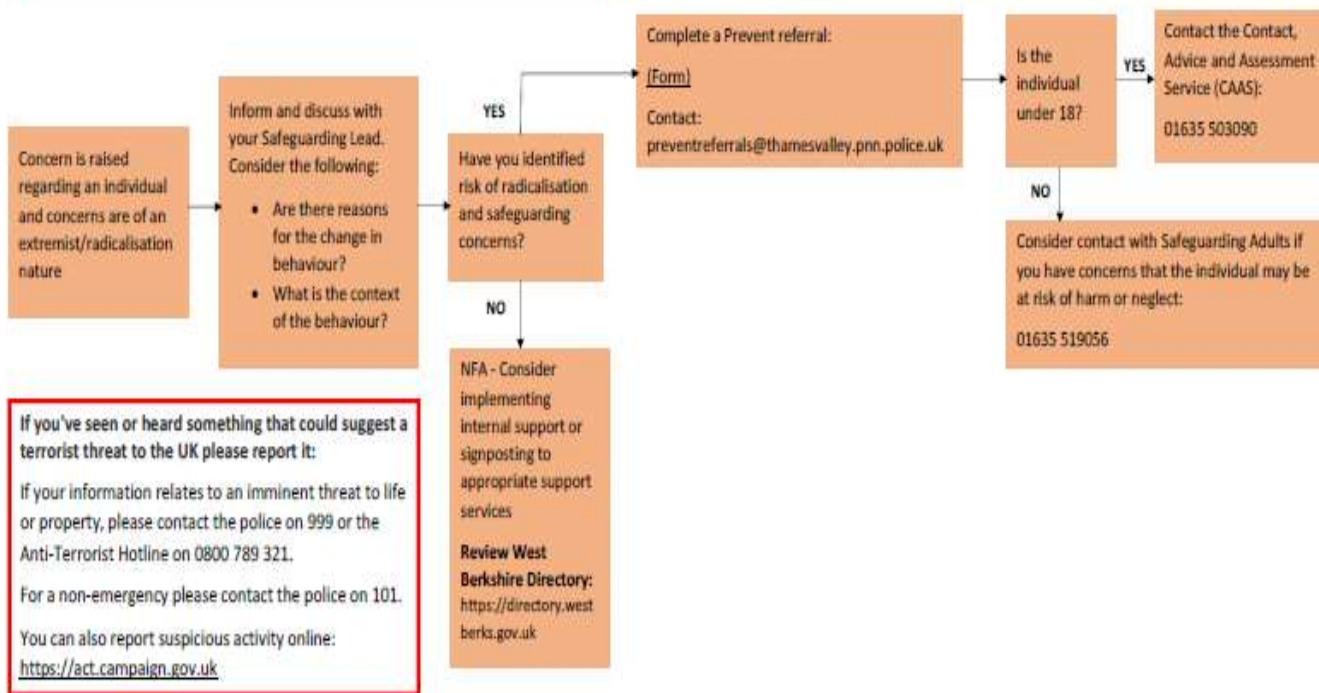 Concern is raised
regarding an individual
and concerns are of an
extremist/radicalisation
nature
Inform and discuss with
your Safeguarding Lead.
Consider the following:
• Are there reasons
for the change in
behaviour?
• What is the context
of the behaviour?
YES
Have you identified
risk of radicalisation
and safeguarding
concerns?
NO
NFA - Consider
implementing
internal support or
signposting to
appropriate support
services
Review West
Berkshire Directory:
https://directory.west
berks.gov.uk
Complete a Prevent referral:
(Form)
Contact:
preventreferrals@thamesvalley.pnn.police.uk
Is the
individual
under 18?
YES
Contact the Contact,
Advice and Assessment
Service (CAAS):
01635 503090
NO
Consider contact with Safeguarding Adults if
you have concerns that the individual may be
at risk of harm or neglect:
01635 519056
If you've seen or heard something that could suggest a
terrorist threat to the UK please report it:
If your information relates to an imminent threat to life
or property, please contact the police on 999 or the
Anti-Terrorist Hotline on 0800 789 321.
For a non-emergency please contact the police on 101.
You can also report suspicious activity online:
https://act.campaign.gov.uk